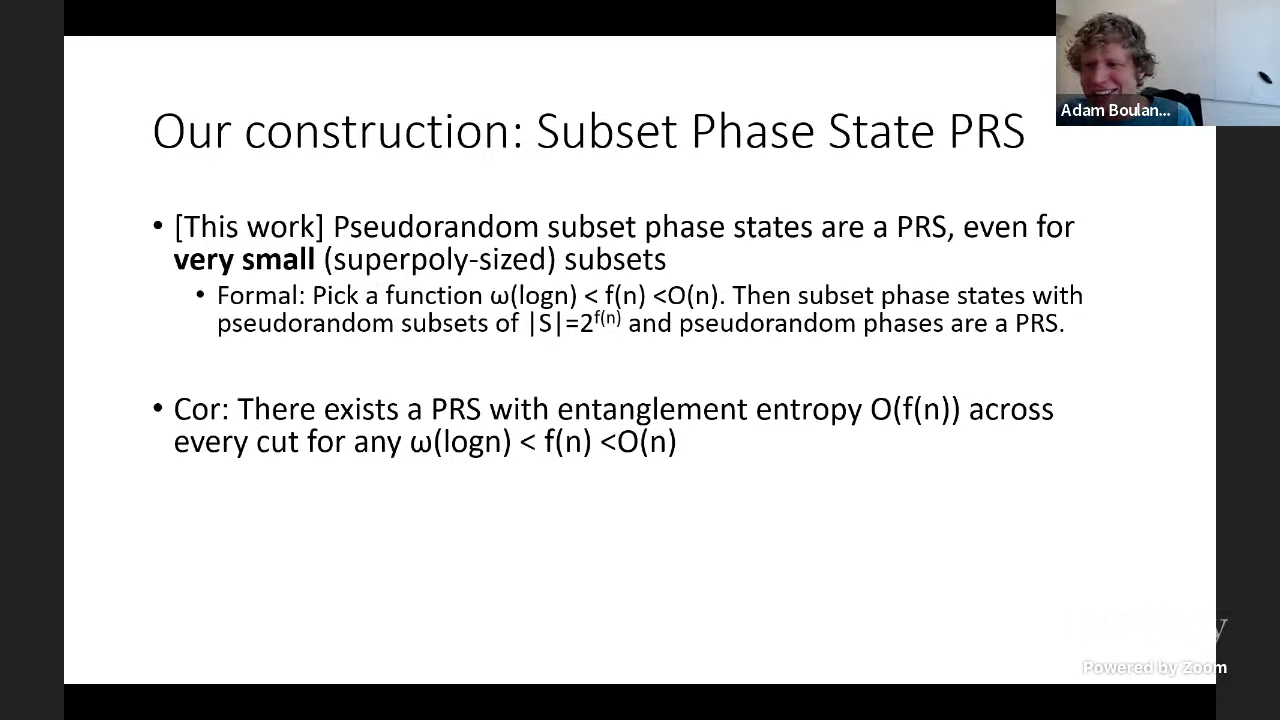 Adam Boulan...
Our construction: Subset Phase State PRS
• [This work] Pseudorandom subset phase states are a PRS, even for
very small (superpoly-sized) subsets
• Formal: Pick a function ω(logn) < f(n) <O(n). Then subset phase states with
pseudorandom subsets of |S|=2^f(n) and pseudorandom phases are a PRS.
• Cor: There exists a PRS with entanglement entropy O(f(n)) across
every cut for any ω(logn) < f(n) <O(n)
Powered by Zoom